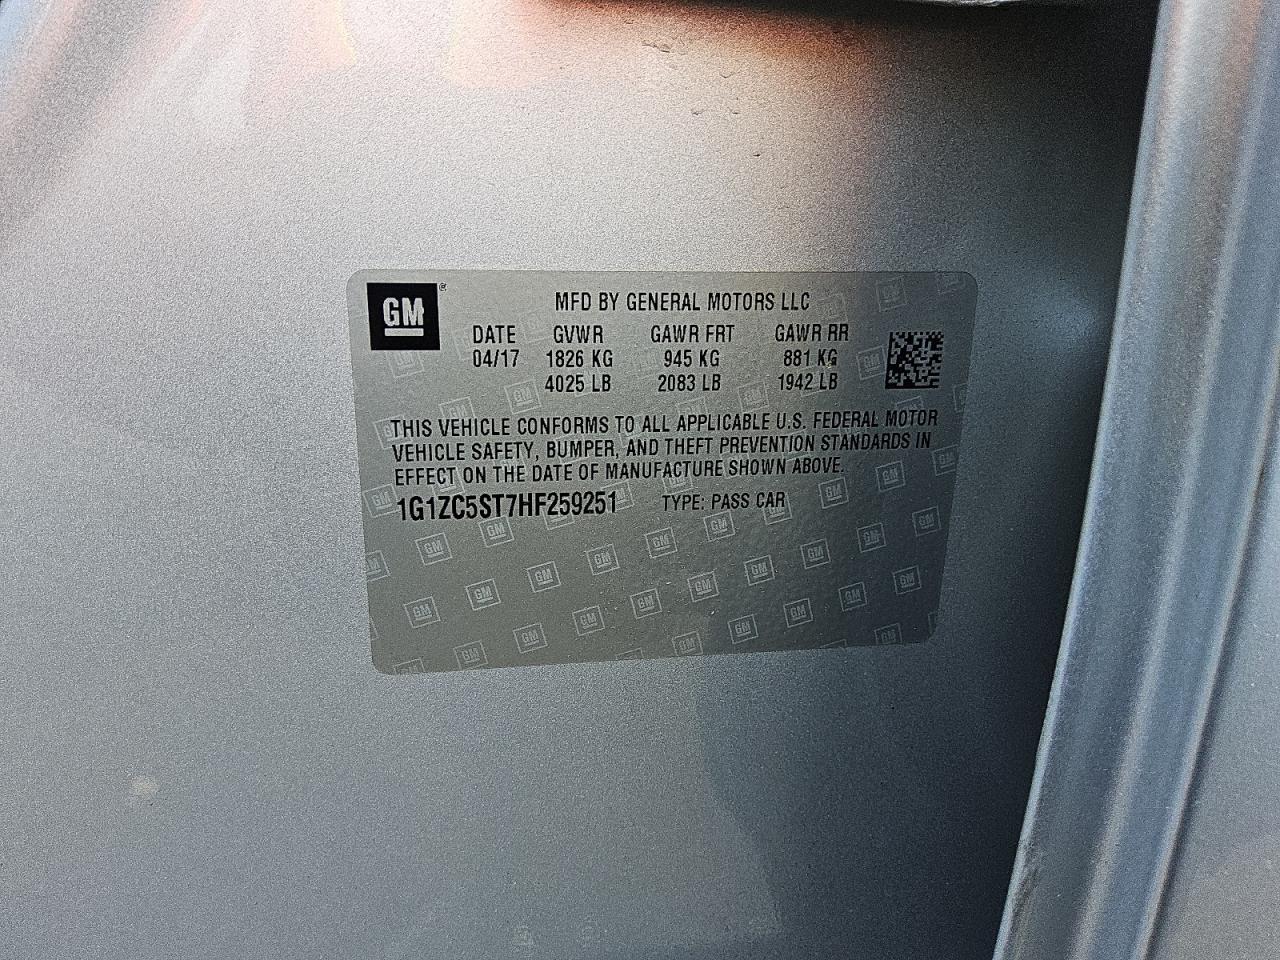 GM®
MFD BY GENERAL MOTORS LLC
DATE GVWR GAWR FRT GAWR RR
04/17 1826 KG 945 KG 881 KG
4025 LB 2083 LB 1942 LB
THIS VEHICLE CONFORMS TO ALL APPLICABLE U.S. FEDERAL MOTOR
VEHICLE SAFETY, BUMPER, AND THEFT PREVENTION STANDARDS IN
EFFECT ON THE DATE OF MANUFACTURE SHOWN ABOVE.
1G1ZC5ST7HF259251 TYPE: PASS CAR